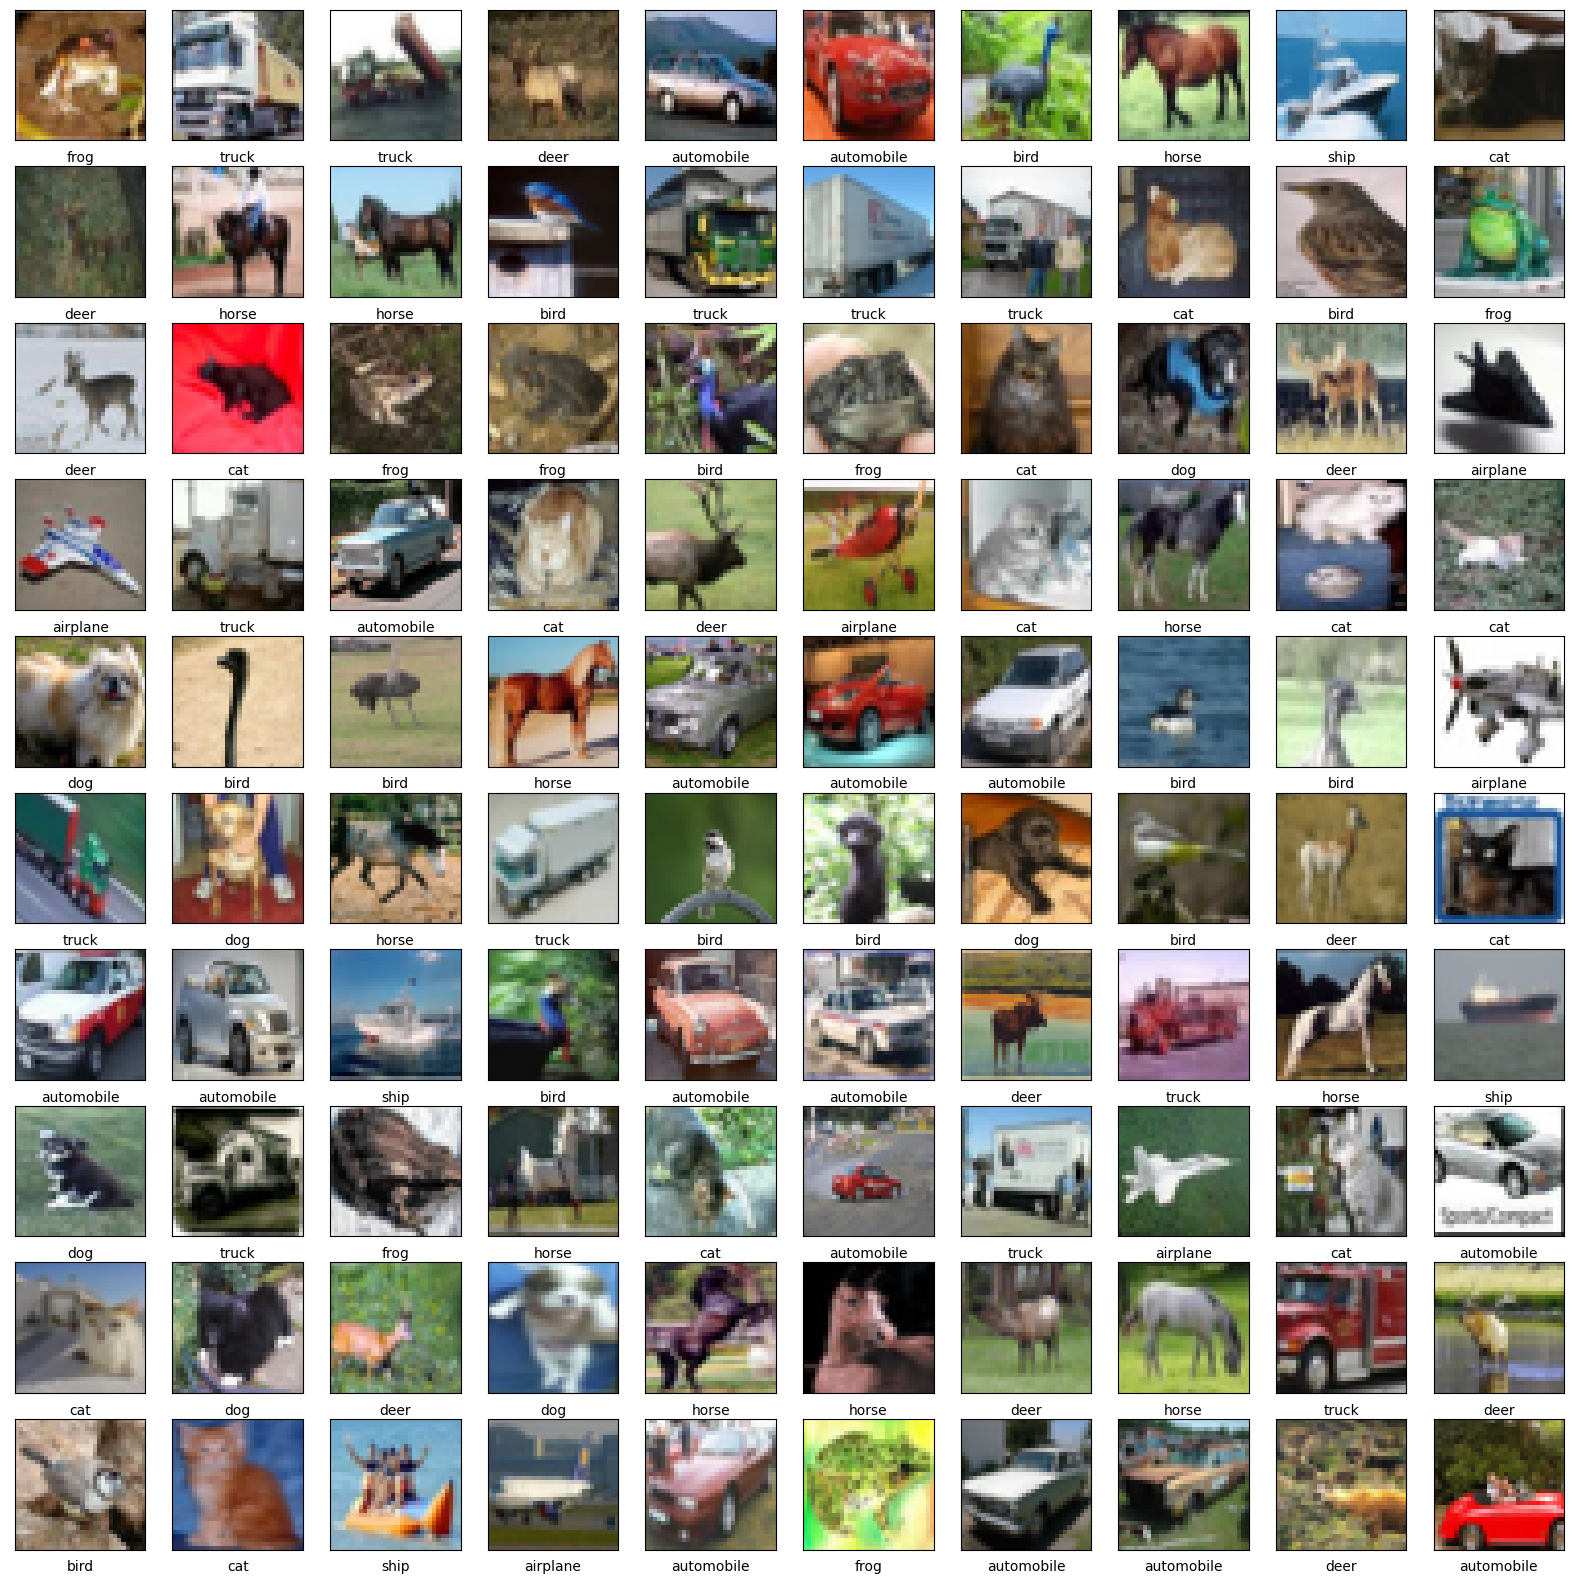 frog truck truck deer automobile automobile bird horse ship cat
deer horse horse bird truck truck truck cat bird frog
deer cat frog frog bird frog cat dog deer airplane
airplane truck automobile cat deer airplane cat horse cat cat
dog bird bird horse automobile automobile automobile bird bird airplane
truck dog horse truck bird bird dog bird deer cat
automobile automobile ship bird automobile automobile deer truck horse ship
Sports/Compact
dog truck frog horse cat automobile truck airplane cat automobile
cat dog deer dog horse horse deer horse truck deer
bird cat ship airplane automobile frog automobile automobile deer automobile